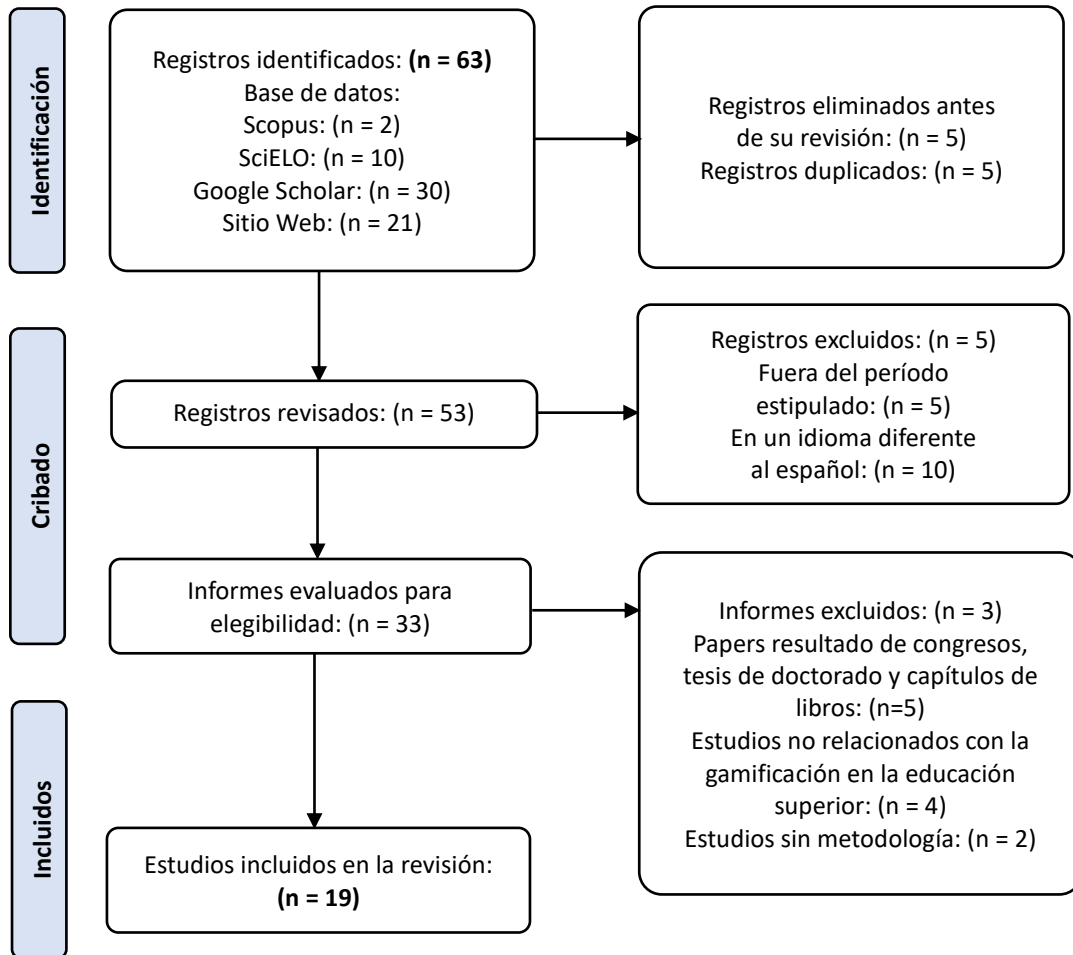 Identificación
Registros identificados: (n = 63)
Base de datos:
Scopus: (n = 2)
SciELO: (n = 10)
Google Scholar: (n = 30)
Sitio Web: (n = 21)
Registros eliminados antes
de su revisión: (n = 5)
Registros duplicados: (n = 5)
Cribado
Registros revisados: (n = 53)
Registros excluidos: (n = 5)
Fuera del período
estipulado: (n = 5)
En un idioma diferente
al español: (n = 10)
Informes evaluados para
elegibilidad: (n = 33)
Informes excluidos: (n = 3)
Papers resultado de congresos,
tesis de doctorado y capítulos de
libros: (n=5)
Estudios no relacionados con la
gamificación en la educación
superior: (n = 4)
Estudios sin metodología: (n = 2)
Incluidos
Estudios incluidos en la revisión:
(n = 19)